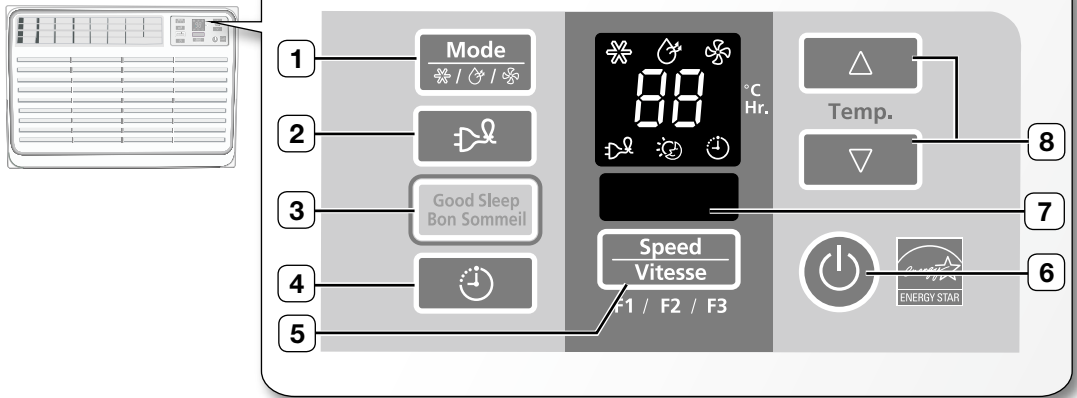 1
Mode
/ /
2
3
Good Sleep
Bon Sommeil
4
5
88
°C
Hr.
Speed
Vitesse
F1 / F2 / F3
Temp.
8
7
6
energy
ENERGY STAR